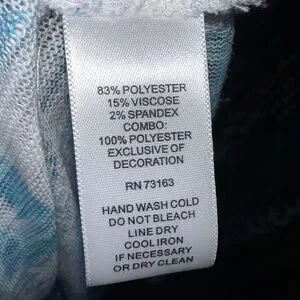 83% POLYESTER
15% VISCOSE
2% SPANDEX
COMBO:
100% POLYESTER
EXCLUSIVE OF
DECORATION
RN 73163
HAND WASH COLD
DO NOT BLEACH
LINE DRY
COOL IRON
IF NECESSARY
OR DRY CLEAN